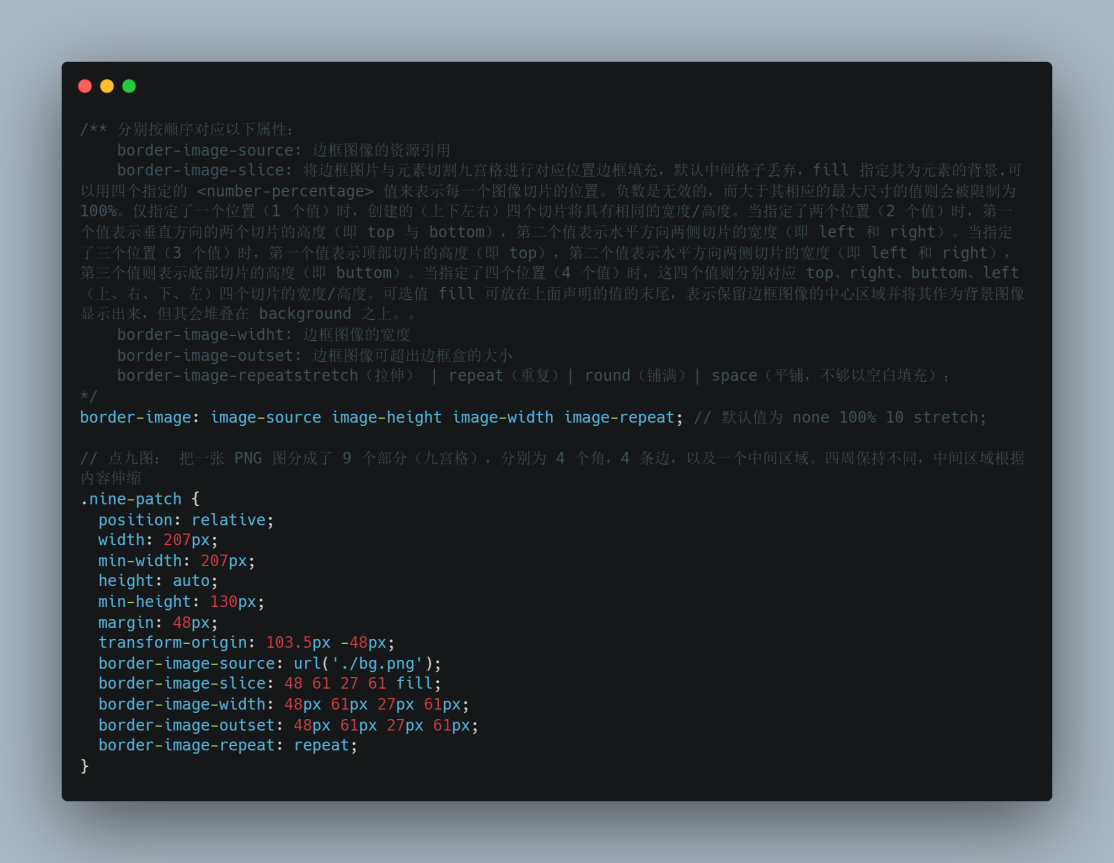 /** 分别按顺序对应以下属性：
    border-image-source: 边框图像的资源引用
    border-image-slice: 将边框图片与元素切割九宫格进行对应位置边框填充，默认中间格子丢弃，fill 指定其为元素的背景.可
以用四个指定的 <number-percentage> 值来表示每一个图像切片的位置。负数是无效的，而大于其相应的最大尺寸的值则会被限制为
100%。仅指定了一个位置（1 个值）时，创建的（上下左右）四个切片将具有相同的宽度/高度。当指定了两个位置（2 个值）时，第一
个值表示垂直方向的两个切片的高度（即 top 与 bottom），第二个值表示水平方向两侧切片的宽度（即 left 和 right）。当指定
了三个位置（3 个值）时，第一个值表示顶部切片的高度（即 top），第二个值表示水平方向两侧切片的宽度（即 left 和 right），
第三个值则表示底部切片的高度（即 buttom）。当指定了四个位置（4 个值）时，这四个值则分别对应 top、right、buttom、left
（上、右、下、左）四个切片的宽度/高度。可选值 fill 可放在上面声明的值的末尾，表示保留边框图像的中心区域并将其作为背景图像
显示出来，但其会堆叠在 background 之上。。
    border-image-widht: 边框图像的宽度
    border-image-outset: 边框图像可超出边框盒的大小
    border-image-repeatstretch（拉伸） | repeat（重复）| round（铺满）| space（平铺，不够以空白填充）；
*/
border-image: image-source image-height image-width image-repeat; // 默认值为 none 100% 10 stretch;
// 点九图： 把一张 PNG 图分成了 9 个部分（九宫格），分别为 4 个角，4 条边，以及一个中间区域。四周保持不同，中间区域根据
内容伸缩
.nine-patch {
  position: relative;
  width: 207px;
  min-width: 207px;
  height: auto;
  min-height: 130px;
  margin: 48px;
  transform-origin: 103.5px -48px;
  border-image-source: url('./bg.png');
  border-image-slice: 48 61 27 61 fill;
  border-image-width: 48px 61px 27px 61px;
  border-image-outset: 48px 61px 27px 61px;
  border-image-repeat: repeat;
}